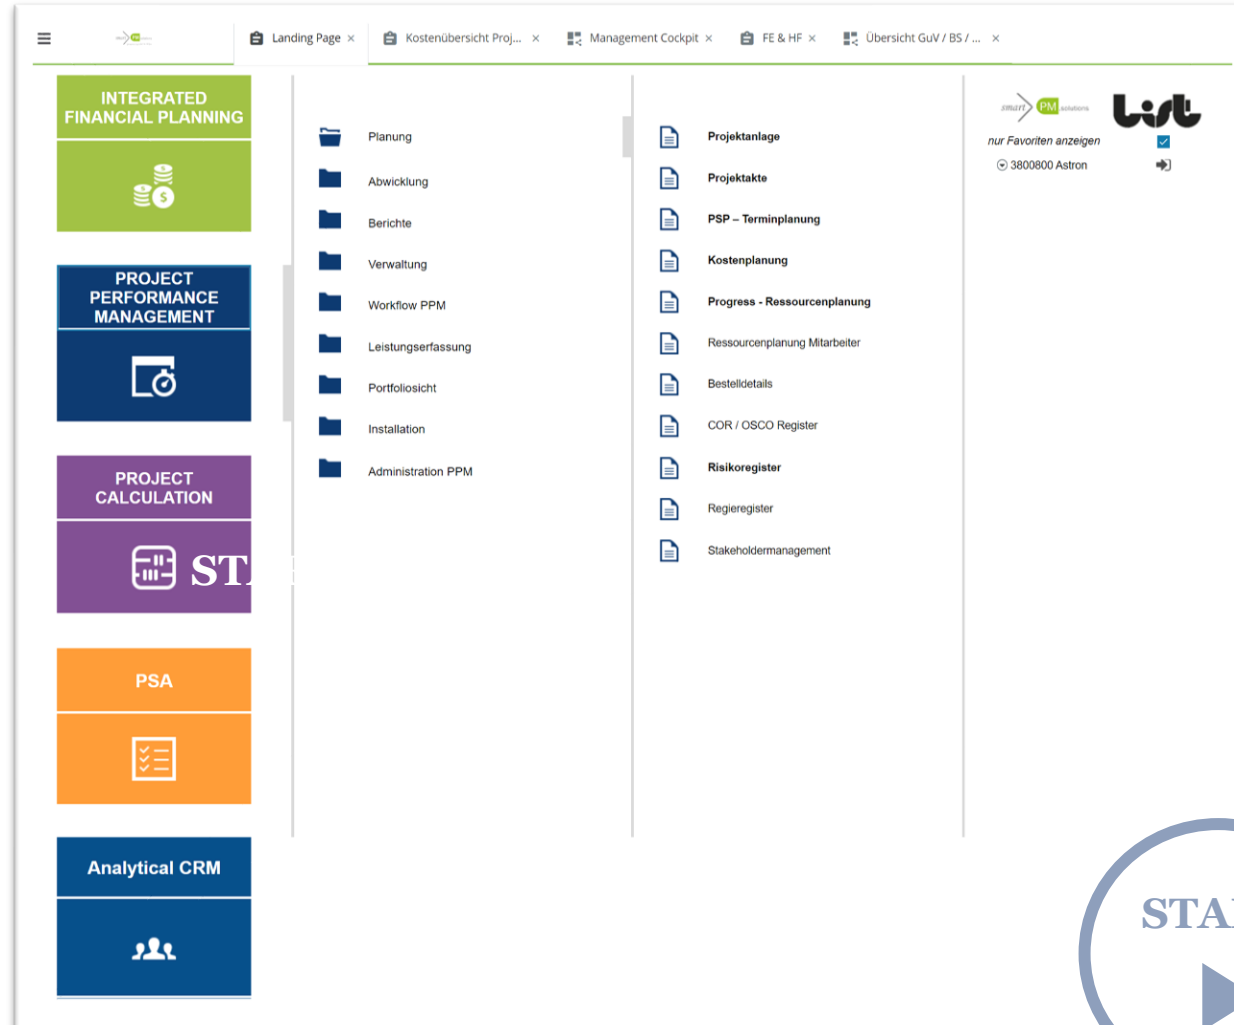 Landing Page ×
Kostenübersicht Proj... ×
Management Cockpit ×
FE & HF ×
Übersicht GuV / BS / ... ×
INTEGRATED
FINANCIAL PLANNING
PROJECT
PERFORMANCE
MANAGEMENT
PROJECT
CALCULATION
STA
PSA
Analytical CRM
Planung
Abwicklung
Berichte
Verwaltung
Workflow PPM
Leistungserfassung
Portfoliosicht
Installation
Administration PPM
Projektanlage
Projektakte
PSP – Terminplanung
Kostenplanung
Progress - Ressourcenplanung
Ressourcenplanung Mitarbeiter
Bestelldetails
COR / OSCO Register
Risikoregister
Regieregister
Stakeholdermanagement
smart PM solutions
List
nur Favoriten anzeigen
3800800 Astron
STA